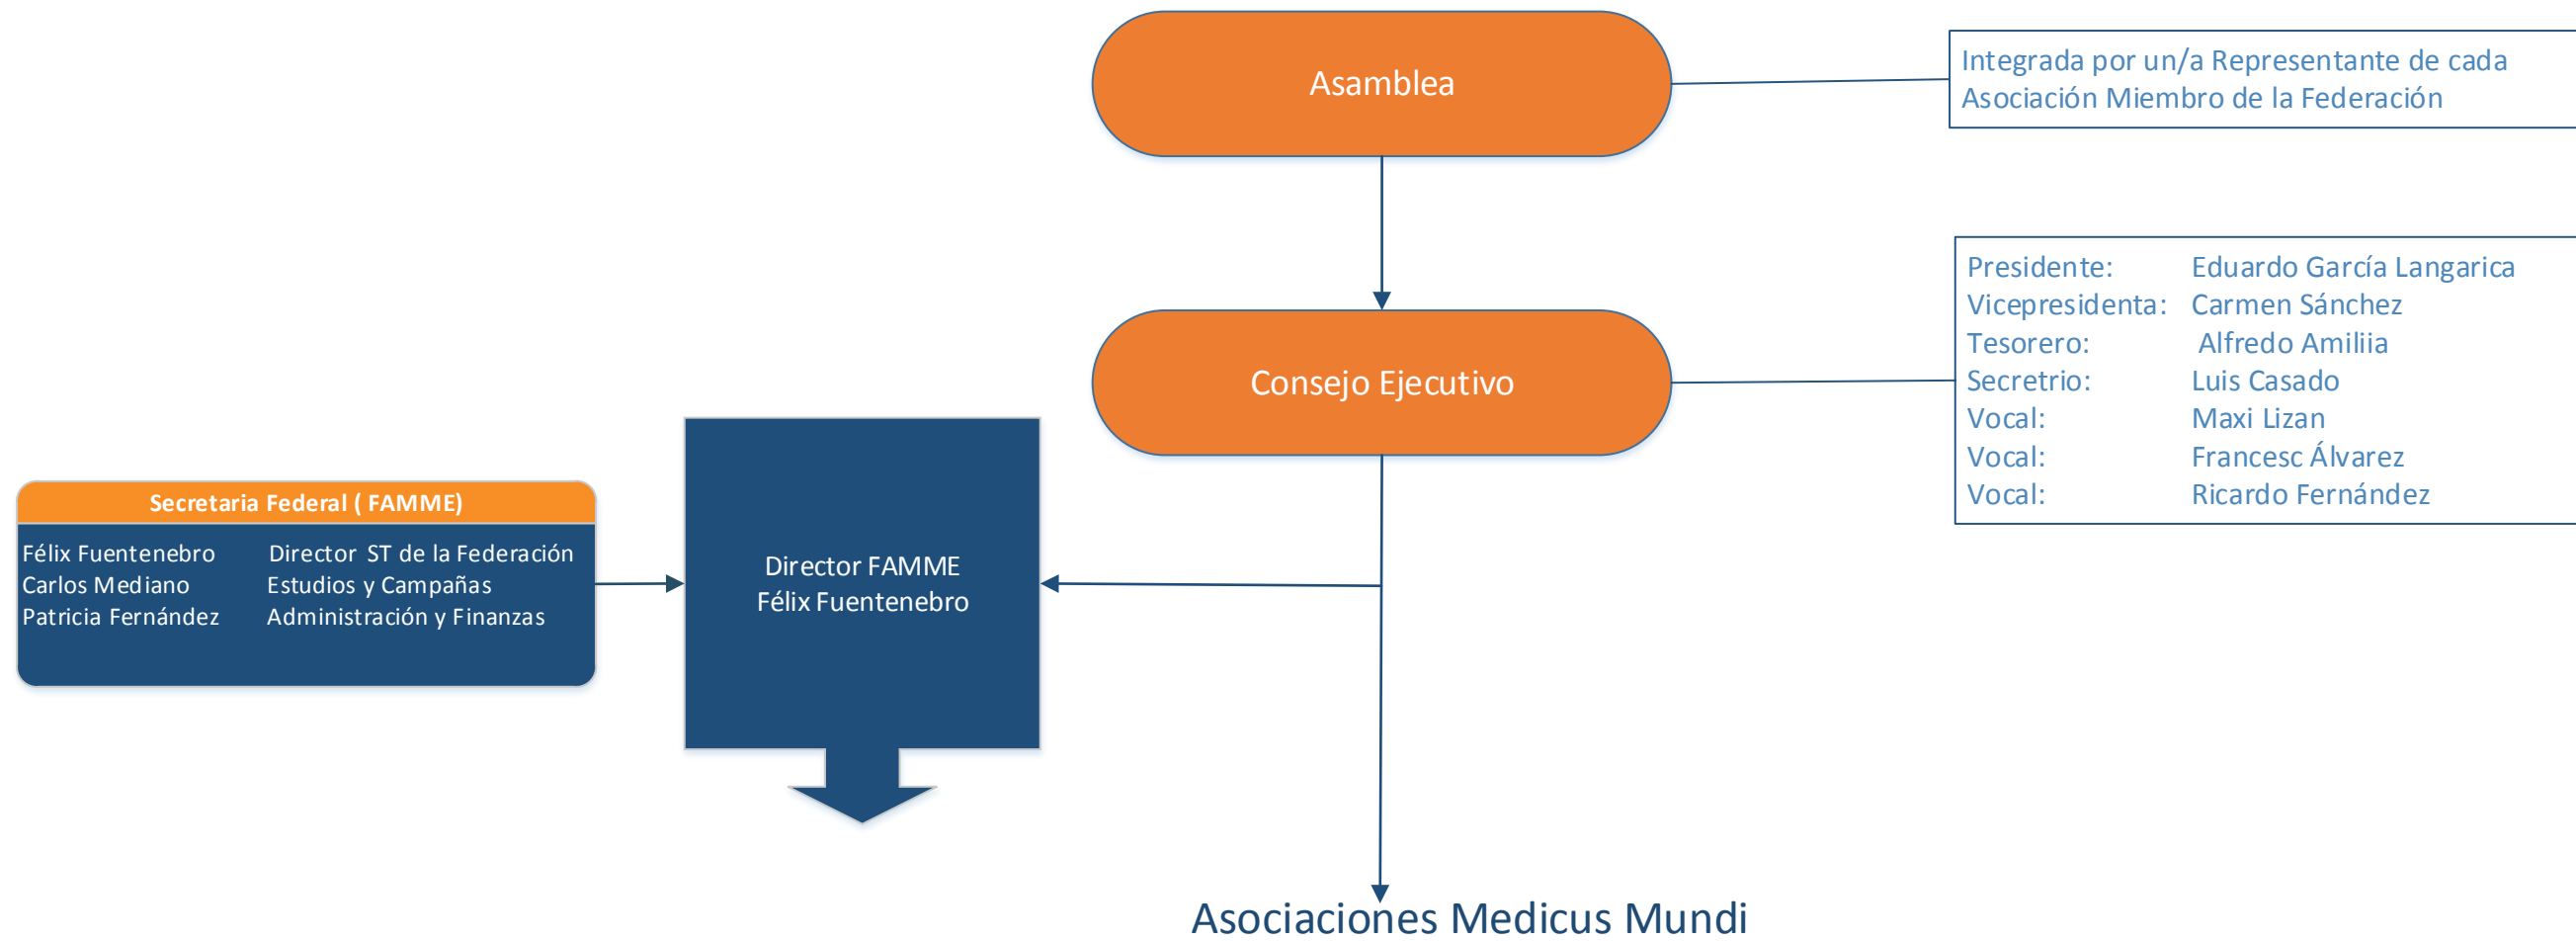 Asamblea
Integrada por un/a Representante de cada
Asociación Miembro de la Federación
Consejo Ejecutivo
Presidente: Eduardo García Langarica
Vicepresidenta: Carmen Sánchez
Tesorero: Alfredo Amiliia
Secretrio: Luis Casado
Vocal: Maxi Lizan
Vocal: Francesc Álvarez
Vocal: Ricardo Fernández
Secretaria Federal ( FAMME)
Félix Fuentenebro Director ST de la Federación
Carlos Mediano Estudios y Campañas
Patricia Fernández Administración y Finanzas
Director FAMME
Félix Fuentenebro
Asociaciones Medicus Mundi